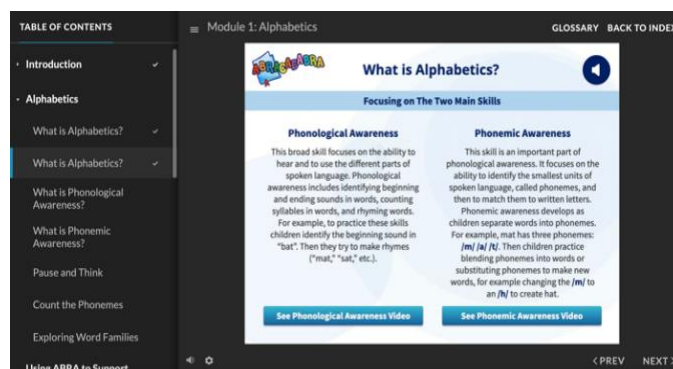 TABLE OF CONTENTS
Introduction
Alphabetics
What is Alphabetics?
What is Alphabetics?
What is Phonological
Awareness?
What is Phonemic
Awareness?
Pause and Think
Count the Phonemes
Exploring Word Families
Using ABRA to Support
Module 1: Alphabetics
GLOSSARY BACK TO INDEX
ABRACADABRA
What is Alphabetics?
Focusing on The Two Main Skills
Phonological Awareness
This broad skill focuses on the ability to
hear and to use the different parts of
spoken language. Phonological
awareness includes identifying beginning
and ending sounds in words, counting
syllables in words, and rhyming words.
For example, to practice these skills
children identify the beginning sound in
"bat". Then they try to make rhymes
("mat," "sat," etc.).
See Phonological Awareness Video
Phonemic Awareness
This skill is an important part of
phonological awareness. It focuses on the
ability to identify the smallest units of
spoken language, called phonemes, and
then to match them to written letters.
Phonemic awareness develops as
children separate words into phonemes.
For example, mat has three phonemes:
/m/ /a/ /t/. Then children practice
blending phonemes into words or
substituting phonemes to make new
words, for example changing the /m/ to
an /h/ to create hat.
See Phonemic Awareness Video
< PREV NEXT >